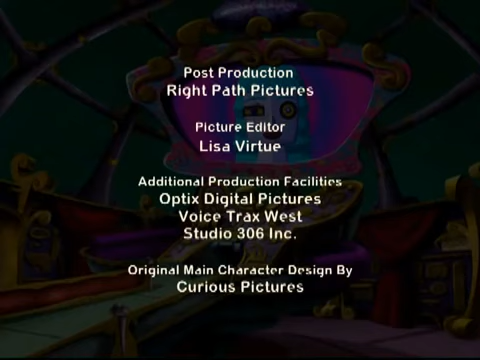 Post Production
Right Path Pictures
Picture Editor
Lisa Virtue
Additional Production Facilities
Optix Digital Pictures
Voice Trax West
Studio 306 Inc.
Original Main Character Design By
Curious Pictures